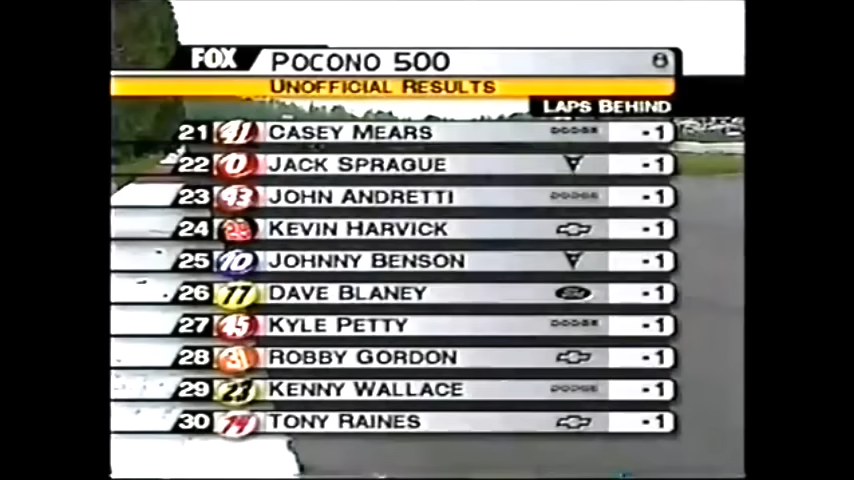 FOX POCONO 500
UNOFFICIAL RESULTS
LAPS BEHIND
21 41 CASEY MEARS DODGE -1
22 0 JACK SPRAGUE -1
23 43 JOHN ANDRETTI DODGE -1
24 29 KEVIN HARVICK -1
25 10 JOHNNY BENSON -1
26 77 DAVE BLANEY Ford -1
27 45 KYLE PETTY DODGE -1
28 31 ROBBY GORDON -1
29 23 KENNY WALLACE DODGE -1
30 74 TONY RAINES -1